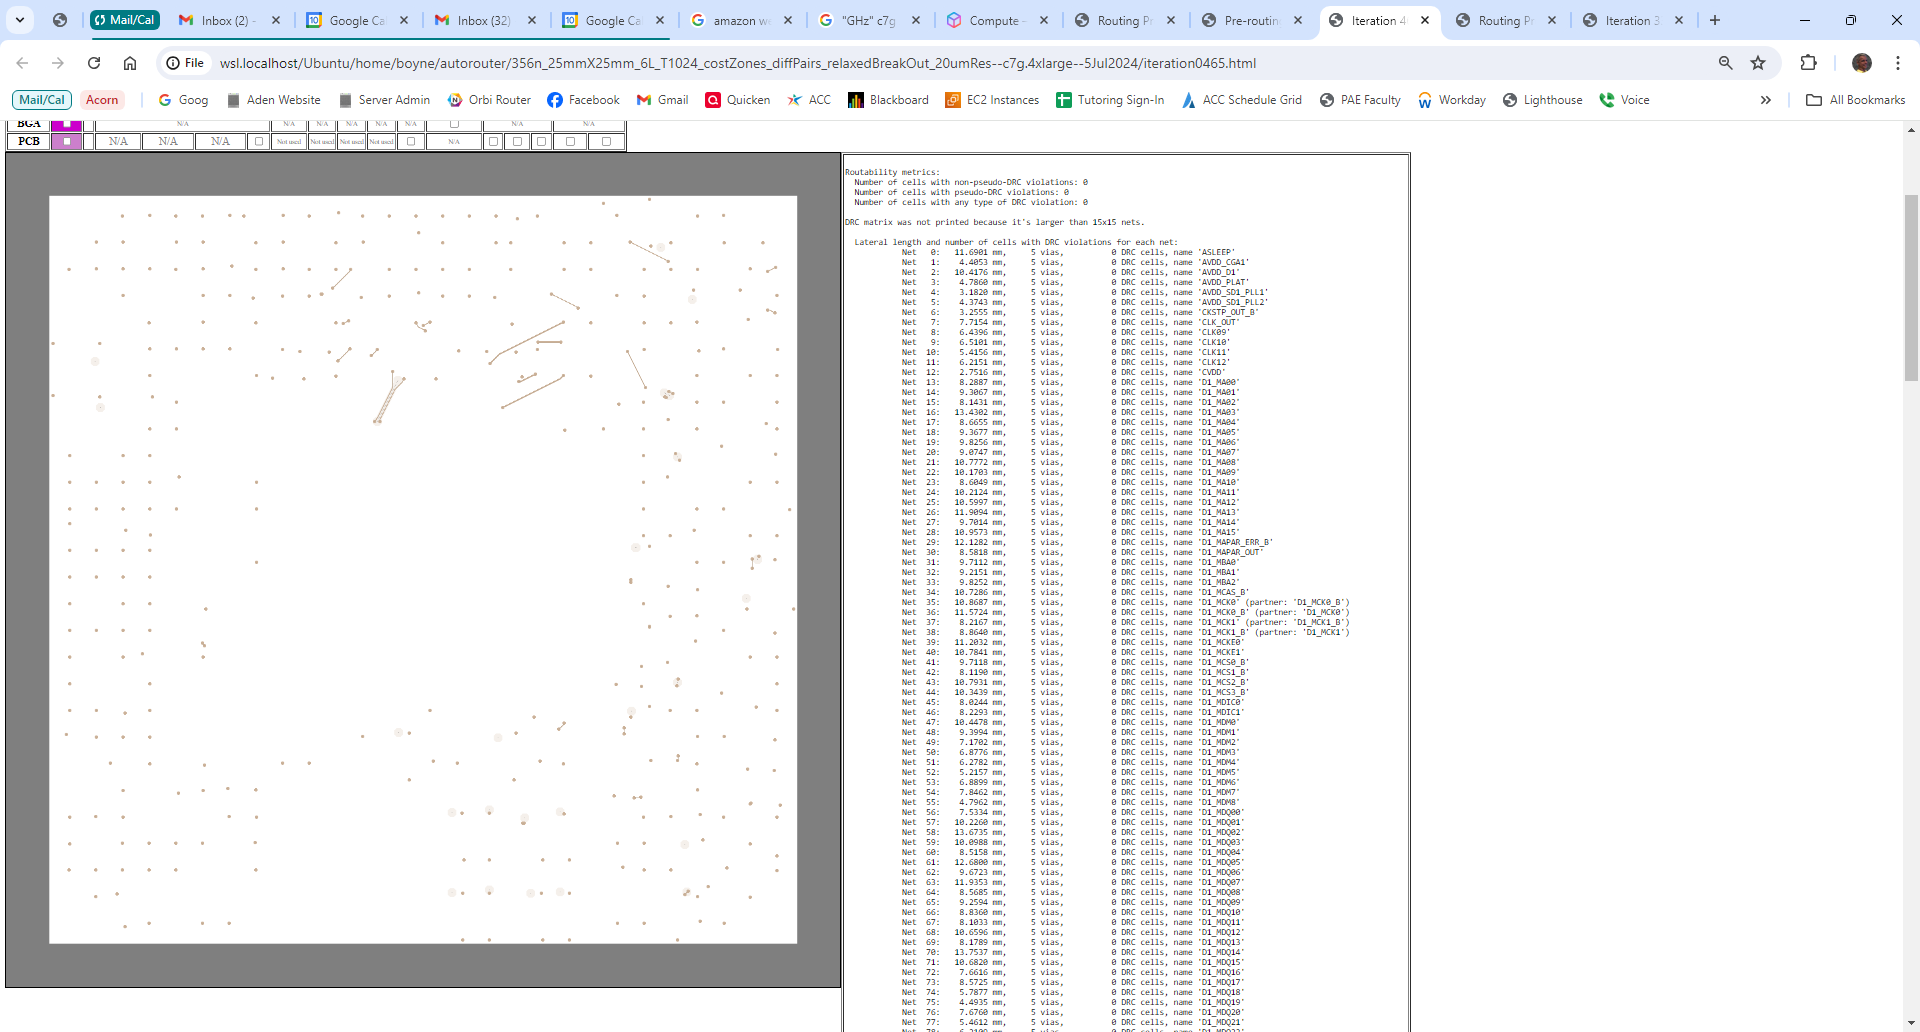 Mail/Cal
Inbox (2) -
Google Ca
Inbox (32)
Google Ca
amazon w
"GHz" c7g
Compute -
Routing P
Pre-routin
Iteration 4
Routing P
Iteration 3
File
wsl.localhost/Ubuntu/home/boyne/autorouter/356n_25mmX25mm_6L_T1024_costZones_diffPairs_relaxedBreakOut_20umRes--c7g.4xlarge--5Jul2024/iteration0465.html
Mail/Cal Acorn Goog Aden Website Server Admin Orbi Router Facebook Gmail Quicken ACC Blackboard EC2 Instances Tutoring Sign-In ACC Schedule Grid PAE Faculty Workday Lighthouse Voice » All Bookmarks
BGA N/A N/A N/A N/A N/A N/A N/A N/A
PCB N/A N/A N/A Not used Not used Not used Not used N/A
Routability metrics:
Number of cells with non-pseudo-DRC violations: 0
Number of cells with pseudo-DRC violations: 0
Number of cells with any type of DRC violation: 0
DRC matrix was not printed because it's larger than 15x15 nets.
Lateral length and number of cells with DRC violations for each net:
Net 0: 11.6901 mm, 5 vias, 0 DRC cells, name 'ASLEEP'
Net 1: 4.4053 mm, 5 vias, 0 DRC cells, name 'AVDD_CGA1'
Net 2: 10.4176 mm, 5 vias, 0 DRC cells, name 'AVDD_D1'
Net 3: 4.7860 mm, 5 vias, 0 DRC cells, name 'AVDD_PLAT'
Net 4: 3.1820 mm, 5 vias, 0 DRC cells, name 'AVDD_SD1_PLL1'
Net 5: 4.3743 mm, 5 vias, 0 DRC cells, name 'AVDD_SD1_PLL2'
Net 6: 3.2555 mm, 5 vias, 0 DRC cells, name 'CKSTP_OUT_B'
Net 7: 7.7154 mm, 5 vias, 0 DRC cells, name 'CLK_OUT'
Net 8: 6.4396 mm, 5 vias, 0 DRC cells, name 'CLK09'
Net 9: 6.5101 mm, 5 vias, 0 DRC cells, name 'CLK10'
Net 10: 5.4156 mm, 5 vias, 0 DRC cells, name 'CLK11'
Net 11: 6.2151 mm, 5 vias, 0 DRC cells, name 'CLK12'
Net 12: 2.7516 mm, 5 vias, 0 DRC cells, name 'CVDD'
Net 13: 8.2887 mm, 5 vias, 0 DRC cells, name 'D1_MA00'
Net 14: 9.3067 mm, 5 vias, 0 DRC cells, name 'D1_MA01'
Net 15: 8.1431 mm, 5 vias, 0 DRC cells, name 'D1_MA02'
Net 16: 13.4302 mm, 5 vias, 0 DRC cells, name 'D1_MA03'
Net 17: 8.6655 mm, 5 vias, 0 DRC cells, name 'D1_MA04'
Net 18: 9.3677 mm, 5 vias, 0 DRC cells, name 'D1_MA05'
Net 19: 9.8256 mm, 5 vias, 0 DRC cells, name 'D1_MA06'
Net 20: 9.0747 mm, 5 vias, 0 DRC cells, name 'D1_MA07'
Net 21: 10.7772 mm, 5 vias, 0 DRC cells, name 'D1_MA08'
Net 22: 10.1703 mm, 5 vias, 0 DRC cells, name 'D1_MA09'
Net 23: 8.6049 mm, 5 vias, 0 DRC cells, name 'D1_MA10'
Net 24: 10.2124 mm, 5 vias, 0 DRC cells, name 'D1_MA11'
Net 25: 10.5997 mm, 5 vias, 0 DRC cells, name 'D1_MA12'
Net 26: 11.9094 mm, 5 vias, 0 DRC cells, name 'D1_MA13'
Net 27: 9.7014 mm, 5 vias, 0 DRC cells, name 'D1_MA14'
Net 28: 10.9573 mm, 5 vias, 0 DRC cells, name 'D1_MA15'
Net 29: 12.1282 mm, 5 vias, 0 DRC cells, name 'D1_MAPAR_ERR_B'
Net 30: 8.5818 mm, 5 vias, 0 DRC cells, name 'D1_MAPAR_OUT'
Net 31: 9.7112 mm, 5 vias, 0 DRC cells, name 'D1_MBA0'
Net 32: 9.2151 mm, 5 vias, 0 DRC cells, name 'D1_MBA1'
Net 33: 9.8252 mm, 5 vias, 0 DRC cells, name 'D1_MBA2'
Net 34: 10.7286 mm, 5 vias, 0 DRC cells, name 'D1_MCAS_B'
Net 35: 10.8687 mm, 5 vias, 0 DRC cells, name 'D1_MCK0' (partner: 'D1_MCK0_B')
Net 36: 11.5724 mm, 5 vias, 0 DRC cells, name 'D1_MCK0_B' (partner: 'D1_MCK0')
Net 37: 8.2167 mm, 5 vias, 0 DRC cells, name 'D1_MCK1' (partner: 'D1_MCK1_B')
Net 38: 8.8640 mm, 5 vias, 0 DRC cells, name 'D1_MCK1_B' (partner: 'D1_MCK1')
Net 39: 11.2032 mm, 5 vias, 0 DRC cells, name 'D1_MCKE0'
Net 40: 10.7841 mm, 5 vias, 0 DRC cells, name 'D1_MCKE1'
Net 41: 9.7118 mm, 5 vias, 0 DRC cells, name 'D1_MCS0_B'
Net 42: 8.1190 mm, 5 vias, 0 DRC cells, name 'D1_MCS1_B'
Net 43: 10.7931 mm, 5 vias, 0 DRC cells, name 'D1_MCS2_B'
Net 44: 10.3439 mm, 5 vias, 0 DRC cells, name 'D1_MCS3_B'
Net 45: 8.0244 mm, 5 vias, 0 DRC cells, name 'D1_MDIC0'
Net 46: 8.2293 mm, 5 vias, 0 DRC cells, name 'D1_MDIC1'
Net 47: 10.4478 mm, 5 vias, 0 DRC cells, name 'D1_MDM0'
Net 48: 9.3994 mm, 5 vias, 0 DRC cells, name 'D1_MDM1'
Net 49: 7.1702 mm, 5 vias, 0 DRC cells, name 'D1_MDM2'
Net 50: 6.8776 mm, 5 vias, 0 DRC cells, name 'D1_MDM3'
Net 51: 6.2782 mm, 5 vias, 0 DRC cells, name 'D1_MDM4'
Net 52: 5.2157 mm, 5 vias, 0 DRC cells, name 'D1_MDM5'
Net 53: 6.8899 mm, 5 vias, 0 DRC cells, name 'D1_MDM6'
Net 54: 7.8462 mm, 5 vias, 0 DRC cells, name 'D1_MDM7'
Net 55: 4.7962 mm, 5 vias, 0 DRC cells, name 'D1_MDM8'
Net 56: 7.5334 mm, 5 vias, 0 DRC cells, name 'D1_MDQ00'
Net 57: 10.2260 mm, 5 vias, 0 DRC cells, name 'D1_MDQ01'
Net 58: 13.6735 mm, 5 vias, 0 DRC cells, name 'D1_MDQ02'
Net 59: 10.0988 mm, 5 vias, 0 DRC cells, name 'D1_MDQ03'
Net 60: 8.5158 mm, 5 vias, 0 DRC cells, name 'D1_MDQ04'
Net 61: 12.6800 mm, 5 vias, 0 DRC cells, name 'D1_MDQ05'
Net 62: 9.6723 mm, 5 vias, 0 DRC cells, name 'D1_MDQ06'
Net 63: 11.9353 mm, 5 vias, 0 DRC cells, name 'D1_MDQ07'
Net 64: 8.5685 mm, 5 vias, 0 DRC cells, name 'D1_MDQ08'
Net 65: 9.2594 mm, 5 vias, 0 DRC cells, name 'D1_MDQ09'
Net 66: 8.8360 mm, 5 vias, 0 DRC cells, name 'D1_MDQ10'
Net 67: 8.1033 mm, 5 vias, 0 DRC cells, name 'D1_MDQ11'
Net 68: 10.6596 mm, 5 vias, 0 DRC cells, name 'D1_MDQ12'
Net 69: 8.1789 mm, 5 vias, 0 DRC cells, name 'D1_MDQ13'
Net 70: 13.7537 mm, 5 vias, 0 DRC cells, name 'D1_MDQ14'
Net 71: 10.6820 mm, 5 vias, 0 DRC cells, name 'D1_MDQ15'
Net 72: 7.6616 mm, 5 vias, 0 DRC cells, name 'D1_MDQ16'
Net 73: 8.5725 mm, 5 vias, 0 DRC cells, name 'D1_MDQ17'
Net 74: 5.7877 mm, 5 vias, 0 DRC cells, name 'D1_MDQ18'
Net 75: 4.4935 mm, 5 vias, 0 DRC cells, name 'D1_MDQ19'
Net 76: 7.6760 mm, 5 vias, 0 DRC cells, name 'D1_MDQ20'
Net 77: 5.4612 mm, 5 vias, 0 DRC cells, name 'D1_MDQ21'